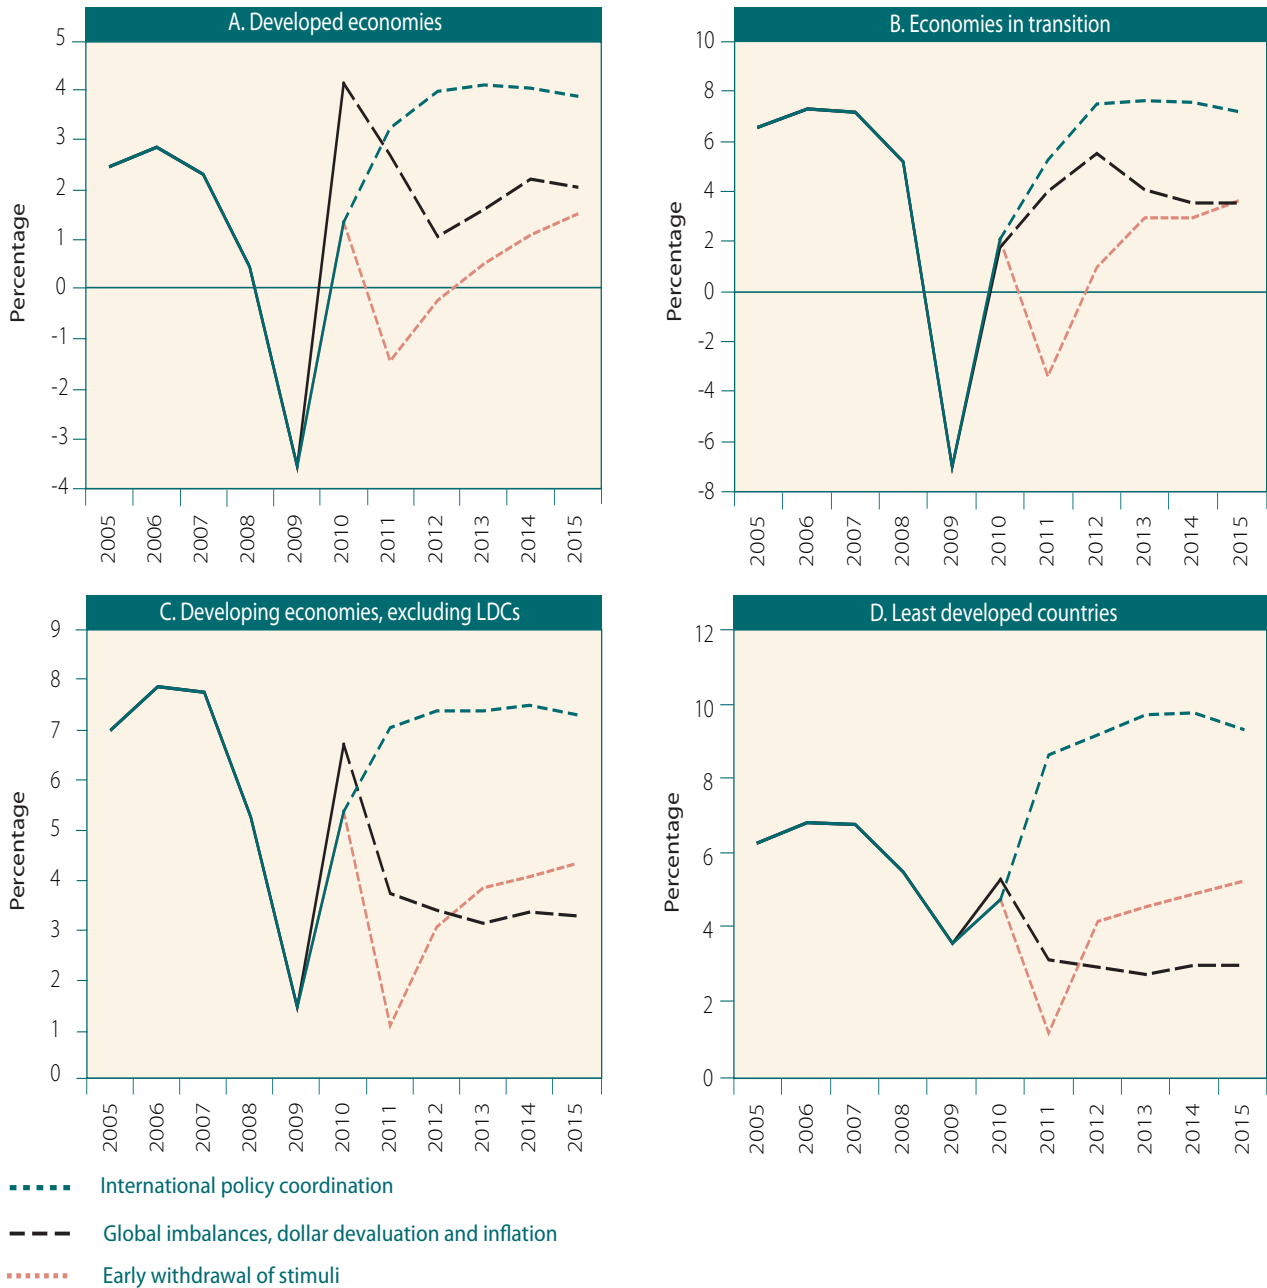 A. Developed economies
5
4
3
2
1
0
-1
-2
-3
-4
Percentage
2005 2006 2007 2008 2009 2010 2011 2012 2013 2014 2015
B. Economies in transition
10
8
6
4
2
0
-2
-4
-6
-8
Percentage
2005 2006 2007 2008 2009 2010 2011 2012 2013 2014 2015
C. Developing economies, excluding LDCs
9
8
7
6
5
4
3
2
1
0
Percentage
2005 2006 2007 2008 2009 2010 2011 2012 2013 2014 2015
D. Least developed countries
12
10
8
6
4
2
0
Percentage
2005 2006 2007 2008 2009 2010 2011 2012 2013 2014 2015
International policy coordination
Global imbalances, dollar devaluation and inflation
Early withdrawal of stimuli